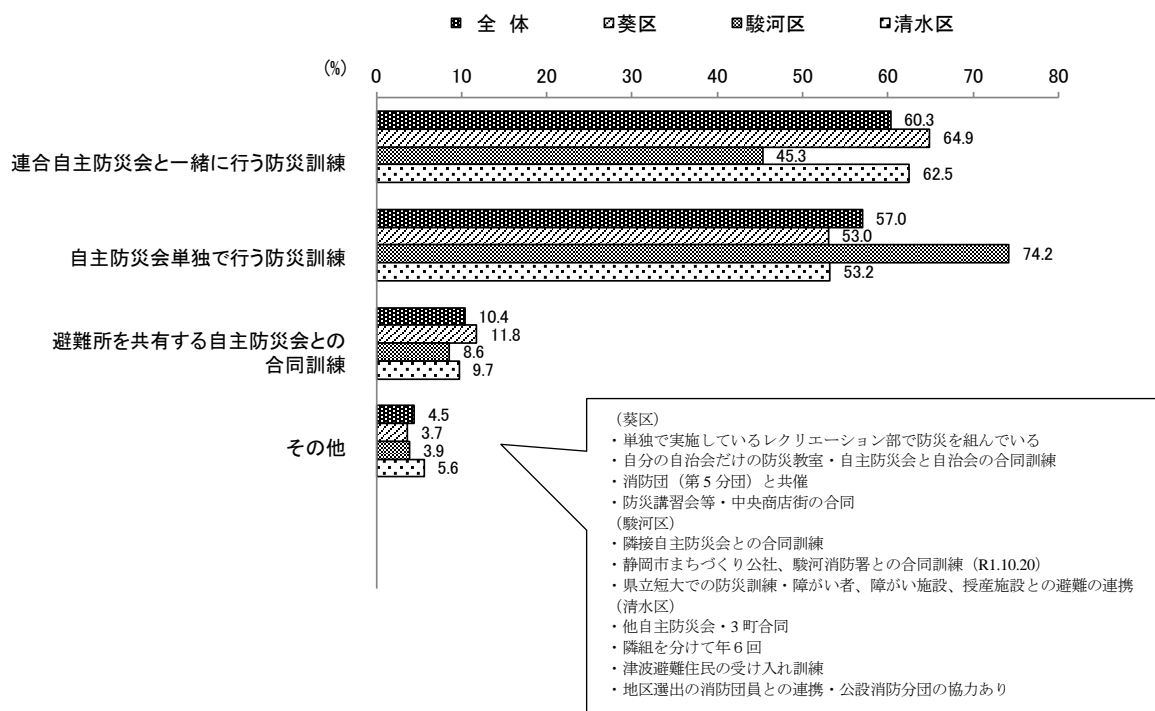 全 体 葵区 駿河区 清水区
(%) 0 10 20 30 40 50 60 70 80
連合自主防災会と一緒に行う防災訓練
60.3
64.9
45.3
62.5
自主防災会単独で行う防災訓練
57.0
53.0
74.2
53.2
避難所を共有する自主防災会との
合同訓練
10.4
11.8
8.6
9.7
その他
4.5
3.7
3.9
5.6
（葵区）
・単独で実施しているレクリエーション部で防災を組んでいる
・自分の自治会だけの防災教室・自主防災会と自治会の合同訓練
・消防団（第５分団）と共催
・防災講習会等・中央商店街の合同
（駿河区）
・隣接自主防災会との合同訓練
・静岡市まちづくり公社、駿河消防署との合同訓練（R1.10.20）
・県立短大での防災訓練・障がい者、障がい施設、授産施設との避難の連携
（清水区）
・他自主防災会・３町合同
・隣組を分けて年６回
・津波避難住民の受け入れ訓練
・地区選出の消防団員との連携・公設消防分団の協力あり